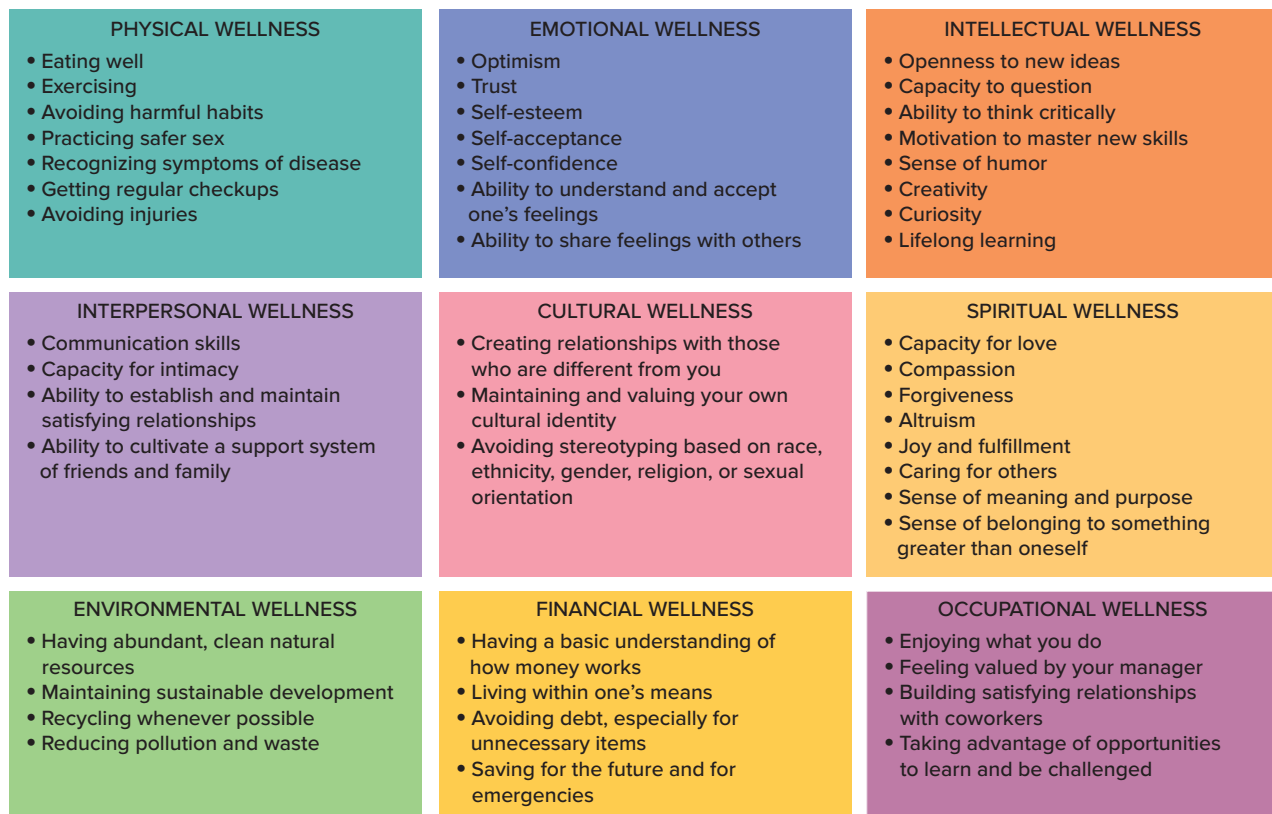 PHYSICAL WELLNESS
• Eating well
• Exercising
• Avoiding harmful habits
• Practicing safer sex
• Recognizing symptoms of disease
• Getting regular checkups
• Avoiding injuries
EMOTIONAL WELLNESS
• Optimism
• Trust
• Self-esteem
• Self-acceptance
• Self-confidence
• Ability to understand and accept
one’s feelings
• Ability to share feelings with others
INTELLECTUAL WELLNESS
• Openness to new ideas
• Capacity to question
• Ability to think critically
• Motivation to master new skills
• Sense of humor
• Creativity
• Curiosity
• Lifelong learning
INTERPERSONAL WELLNESS
• Communication skills
• Capacity for intimacy
• Ability to establish and maintain
satisfying relationships
• Ability to cultivate a support system
of friends and family
CULTURAL WELLNESS
• Creating relationships with those
who are different from you
• Maintaining and valuing your own
cultural identity
• Avoiding stereotyping based on race,
ethnicity, gender, religion, or sexual
orientation
SPIRITUAL WELLNESS
• Capacity for love
• Compassion
• Forgiveness
• Altruism
• Joy and fulfillment
• Caring for others
• Sense of meaning and purpose
• Sense of belonging to something
greater than oneself
ENVIRONMENTAL WELLNESS
• Having abundant, clean natural
resources
• Maintaining sustainable development
• Recycling whenever possible
• Reducing pollution and waste
FINANCIAL WELLNESS
• Having a basic understanding of
how money works
• Living within one’s means
• Avoiding debt, especially for
unnecessary items
• Saving for the future and for
emergencies
OCCUPATIONAL WELLNESS
• Enjoying what you do
• Feeling valued by your manager
• Building satisfying relationships
with coworkers
• Taking advantage of opportunities
to learn and be challenged